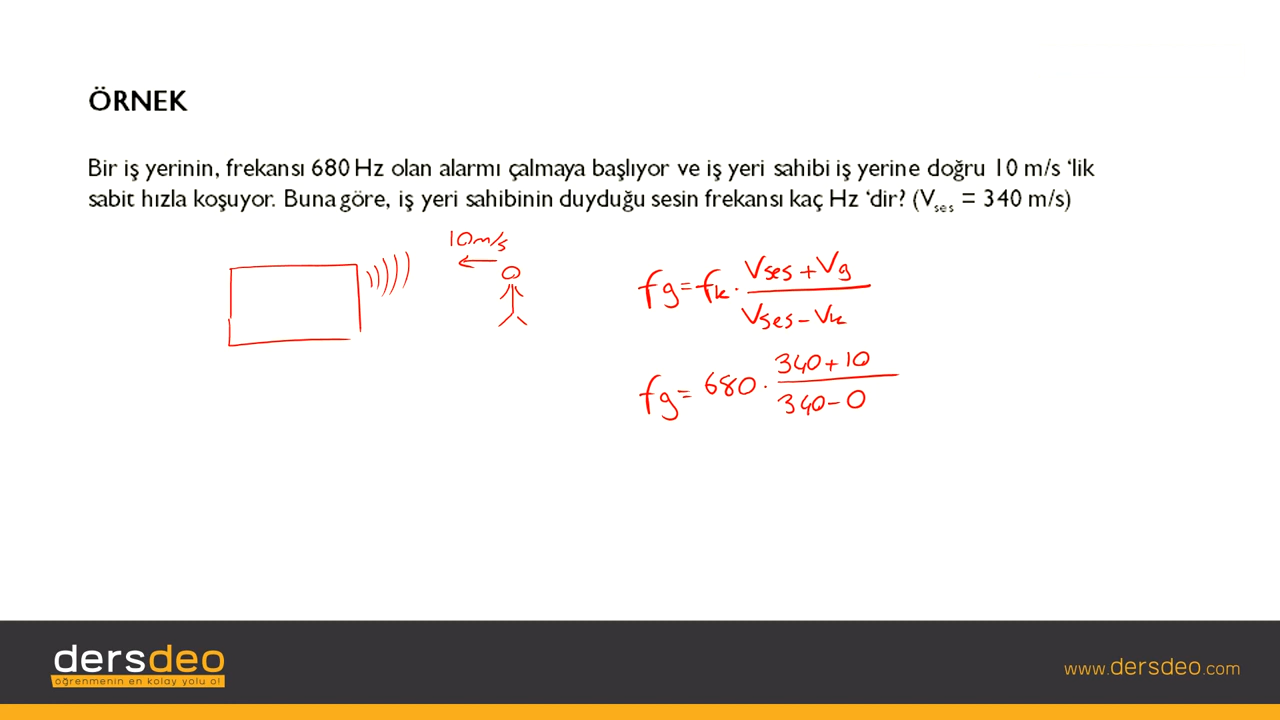 ÖRNEK
Bir iş yerinin, frekansı 680 Hz olan alarmı çalmaya başlıyor ve iş yeri sahibi iş yerine doğru 10 m/s ‘lik
sabit hızla koşuyor. Buna göre, iş yeri sahibinin duyduğu sesin frekansı kaç Hz ‘dir? (Vses = 340 m/s)
10m/s
fg = fk · (Vses + Vg) / (Vses - Vk)
fg = 680 · (340 + 10) / (340 - 0)
dersdeo
öğrenmenin en kolay yolu o!
www.dersdeo.com